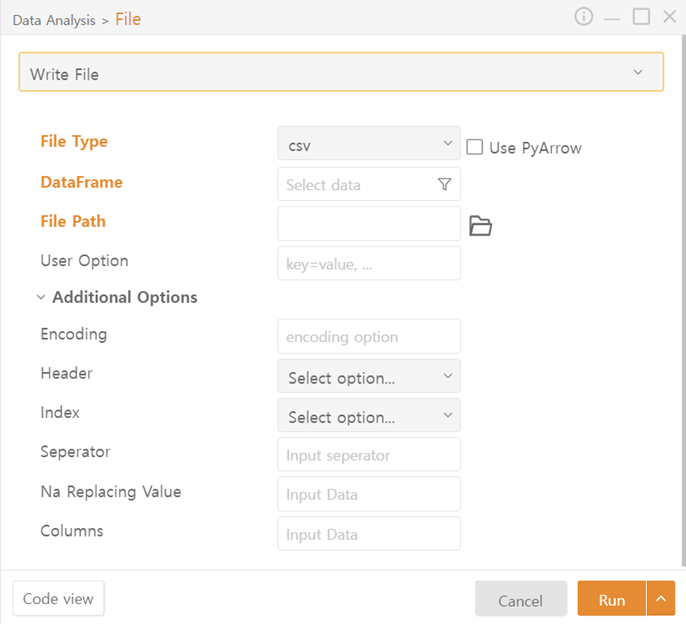 Data Analysis > File
Write File
File Type csv Use PyArrow
DataFrame Select data
File Path
User Option key=value, ...
Additional Options
Encoding encoding option
Header Select option...
Index Select option...
Seperator Input seperator
Na Replacing Value Input Data
Columns Input Data
Code view Cancel Run